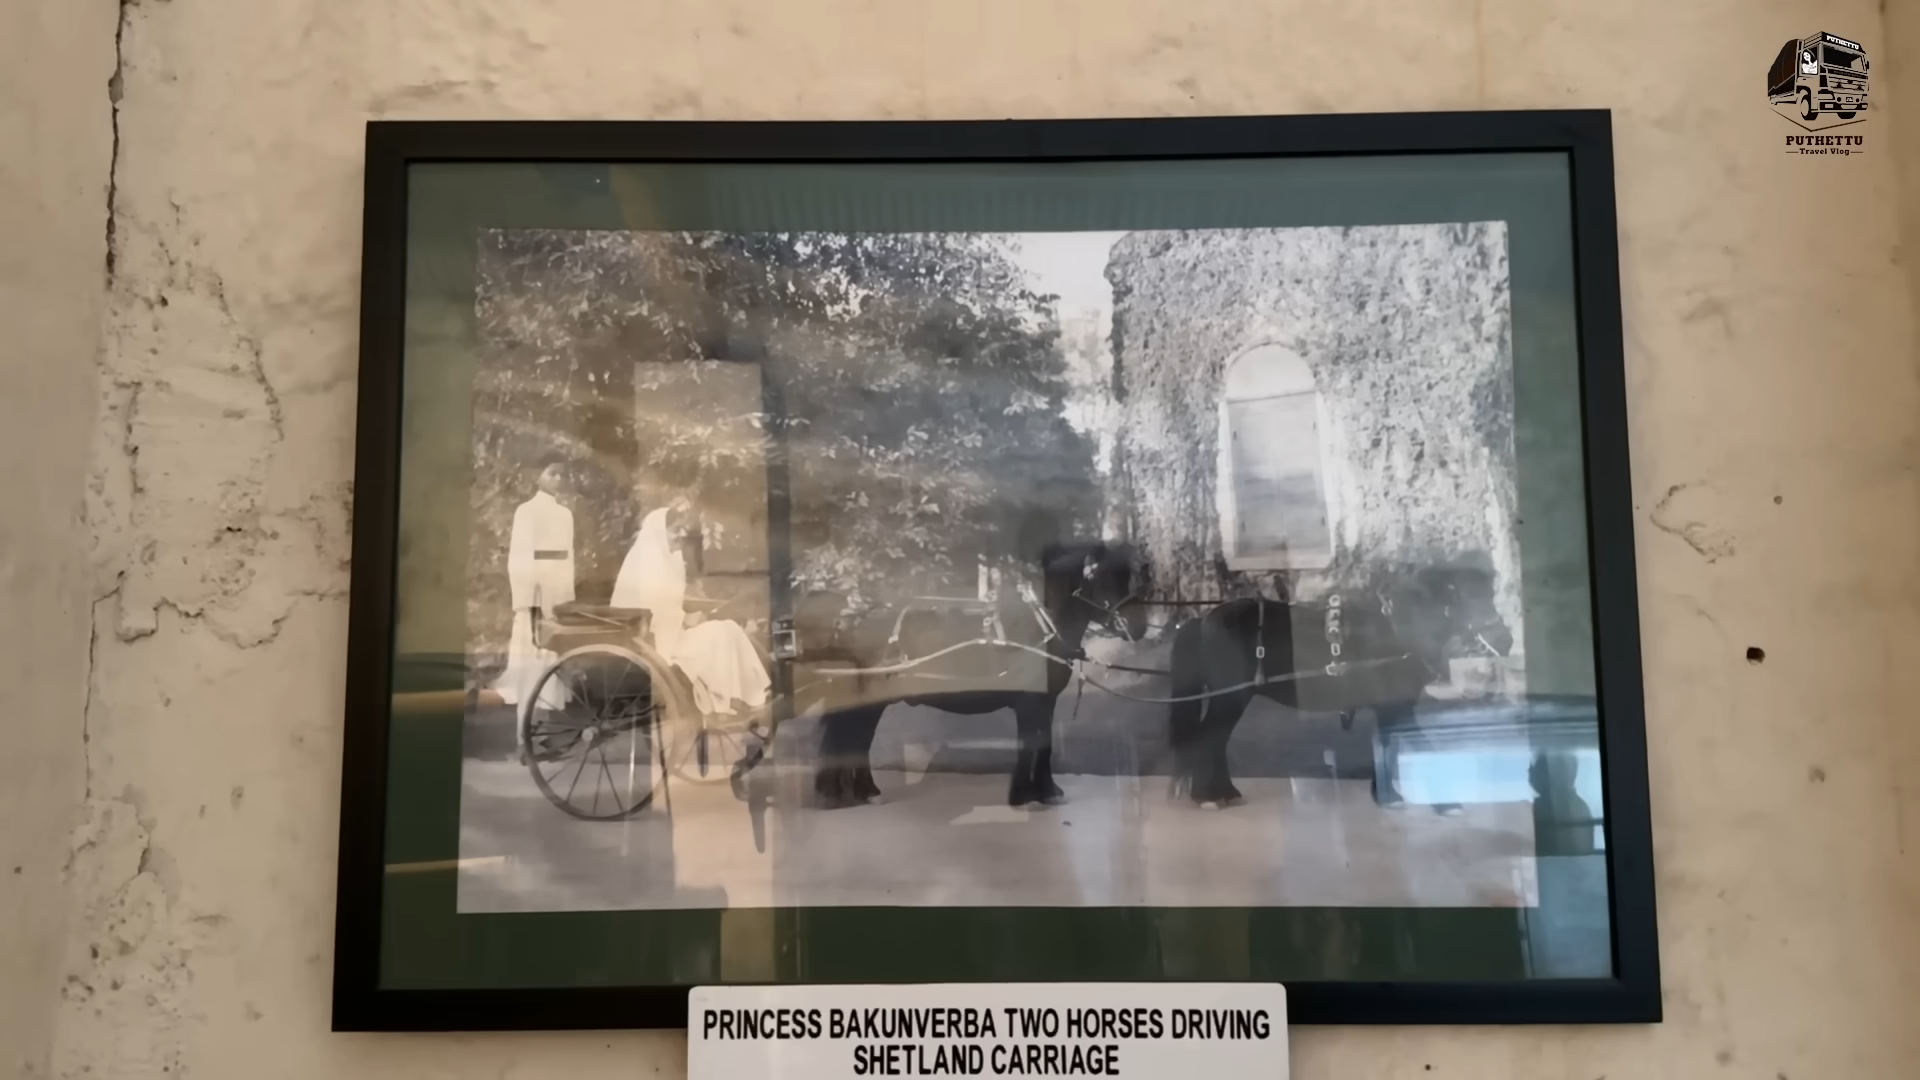 PUTHETTU
PUTHETTU
Travel Vlog
PRINCESS BAKUNVERBA TWO HORSES DRIVING
SHETLAND CARRIAGE